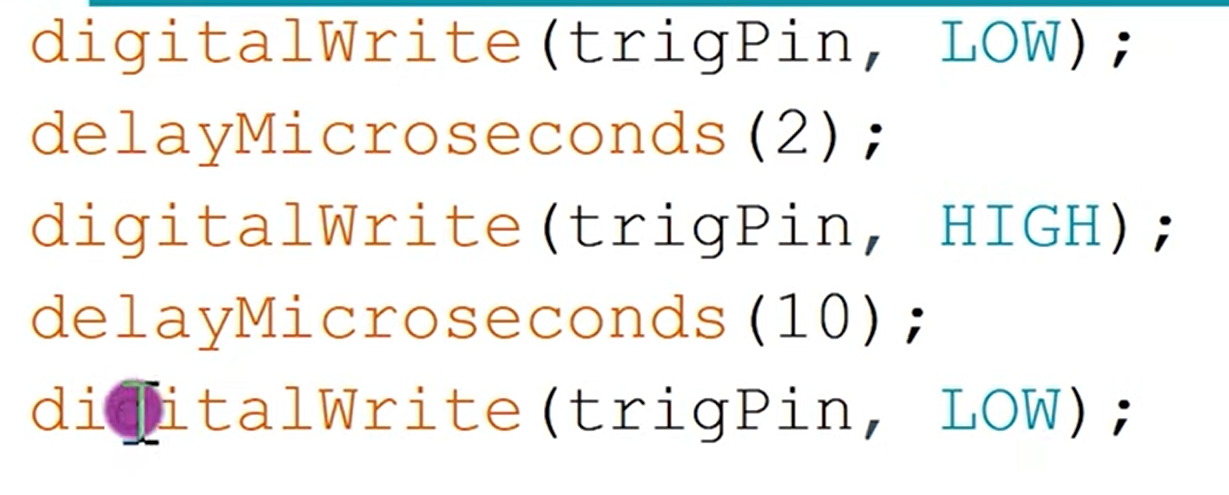 digitalWrite(trigPin, LOW);
delayMicroseconds(2);
digitalWrite(trigPin, HIGH);
delayMicroseconds(10);
digitalWrite(trigPin, LOW);